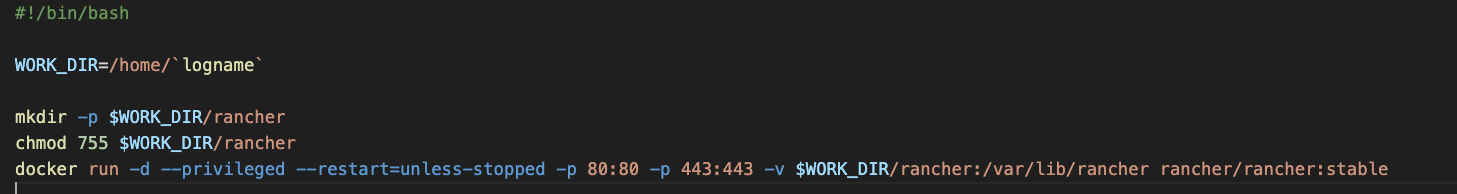 #!/bin/bash
WORK_DIR=/home/`logname`
mkdir -p $WORK_DIR/rancher
chmod 755 $WORK_DIR/rancher
docker run -d --privileged --restart=unless-stopped -p 80:80 -p 443:443 -v $WORK_DIR/rancher:/var/lib/rancher rancher/rancher:stable